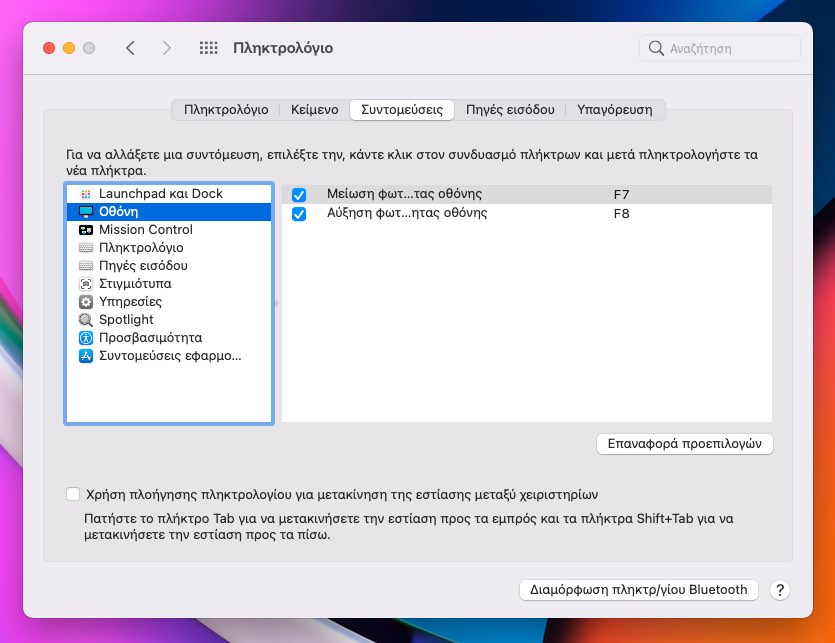 Πληκτρολόγιο
Αναζήτηση
Πληκτρολόγιο Κείμενο Συντομεύσεις Πηγές εισόδου Υπαγόρευση
Για να αλλάξετε μια συντόμευση, επιλέξτε την, κάντε κλικ στον συνδυασμό πλήκτρων και μετά πληκτρολογήστε τα
νέα πλήκτρα.
Launchpad και Dock
Οθόνη
Mission Control
Πληκτρολόγιο
Πηγές εισόδου
Στιγμιότυπα
Υπηρεσίες
Spotlight
Προσβασιμότητα
Συντομεύσεις εφαρμο...
Μείωση φωτ...τας οθόνης F7
Αύξηση φωτ...ητας οθόνης F8
Επαναφορά προεπιλογών
Χρήση πλοήγησης πληκτρολογίου για μετακίνηση της εστίασης μεταξύ χειριστηρίων
Πατήστε το πλήκτρο Tab για να μετακινήσετε την εστίαση προς τα εμπρός και τα πλήκτρα Shift+Tab για να
μετακινήσετε την εστίαση προς τα πίσω.
Διαμόρφωση πληκτρ/γίου Bluetooth ?